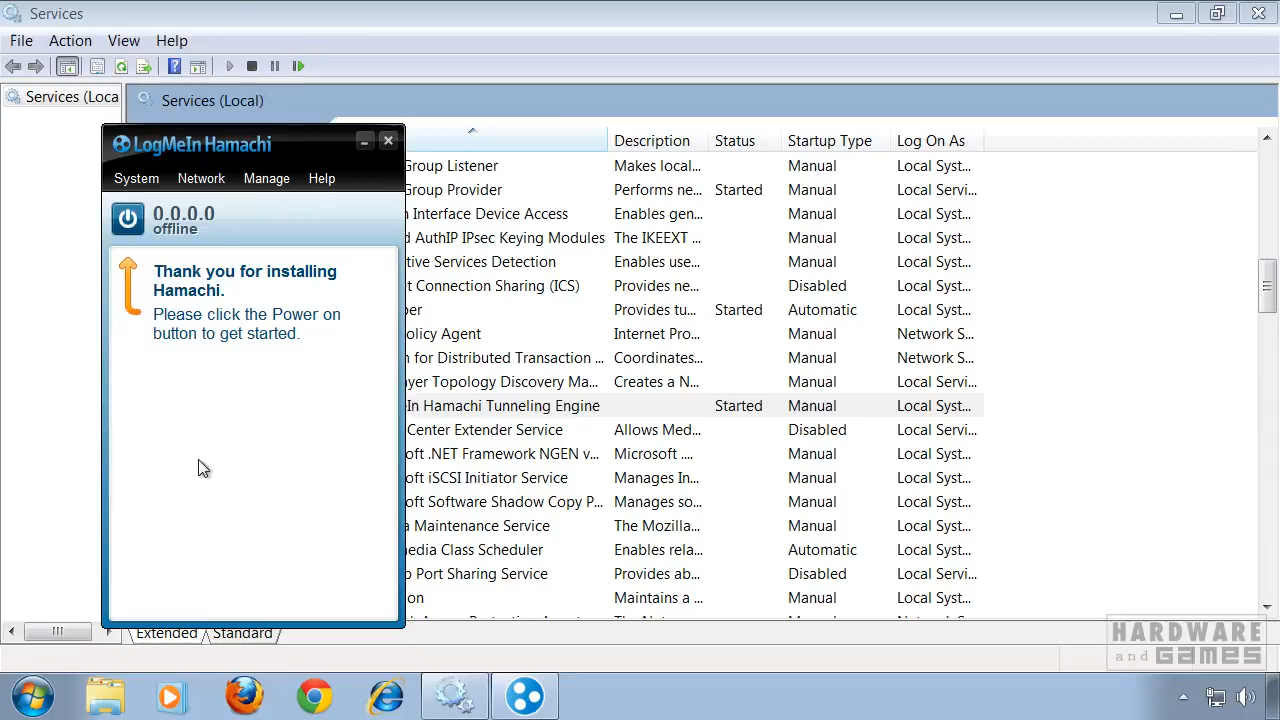 Services
File Action View Help
Services (Loca
Services (Local)
Description Status Startup Type Log On As
Group Listener Makes local... Manual Local Syst...
Group Provider Performs ne... Started Manual Local Servi...
n Interface Device Access Enables gen... Manual Local Syst...
d AuthIP IPsec Keying Modules The IKEEXT ... Manual Local Syst...
tive Services Detection Enables use... Manual Local Syst...
t Connection Sharing (ICS) Provides ne... Disabled Local Syst...
per Provides tu... Started Automatic Local Syst...
olicy Agent Internet Pro... Manual Network S...
n for Distributed Transaction ... Coordinates... Manual Network S...
ayer Topology Discovery Ma... Creates a N... Manual Local Servi...
In Hamachi Tunneling Engine Started Manual Local Syst...
Center Extender Service Allows Med... Disabled Local Servi...
oft .NET Framework NGEN v... Microsoft .... Manual Local Syst...
oft iSCSI Initiator Service Manages In... Manual Local Syst...
oft Software Shadow Copy P... Manages so... Manual Local Syst...
a Maintenance Service The Mozilla... Manual Local Syst...
media Class Scheduler Enables rela... Automatic Local Syst...
p Port Sharing Service Provides ab... Disabled Local Servi...
on Maintains a ... Manual Local Syst...
Extended Standard
LogMeIn Hamachi
System Network Manage Help
0.0.0.0
offline
Thank you for installing
Hamachi.
Please click the Power on
button to get started.
HARDWARE
and GAMES